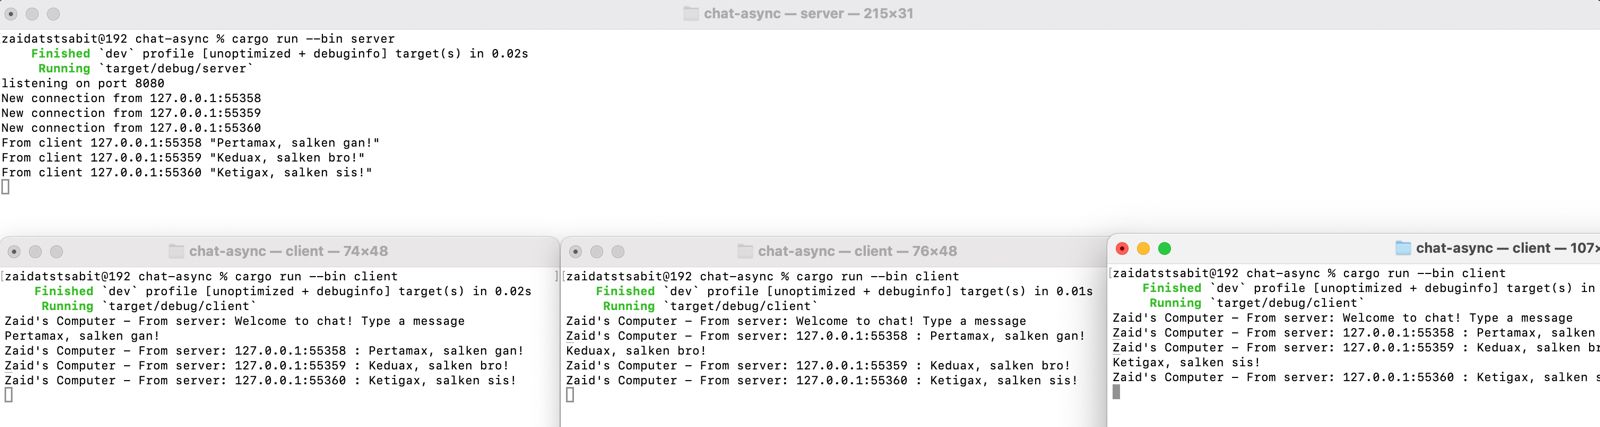 chat-async — server — 215×31
zaidatstsabit@192 chat-async % cargo run --bin server
Finished `dev` profile [unoptimized + debuginfo] target(s) in 0.02s
Running `target/debug/server`
listening on port 8080
New connection from 127.0.0.1:55358
New connection from 127.0.0.1:55359
New connection from 127.0.0.1:55360
From client 127.0.0.1:55358 "Pertamax, salken gan!"
From client 127.0.0.1:55359 "Keduax, salken bro!"
From client 127.0.0.1:55360 "Ketigax, salken sis!"
chat-async — client — 74×48
[zaidatstsabit@192 chat-async % cargo run --bin client ]
Finished `dev` profile [unoptimized + debuginfo] target(s) in 0.02s
Running `target/debug/client`
Zaid's Computer - From server: Welcome to chat! Type a message
Pertamax, salken gan!
Zaid's Computer - From server: 127.0.0.1:55358 : Pertamax, salken gan!
Zaid's Computer - From server: 127.0.0.1:55359 : Keduax, salken bro!
Zaid's Computer - From server: 127.0.0.1:55360 : Ketigax, salken sis!
chat-async — client — 76×48
[zaidatstsabit@192 chat-async % cargo run --bin client
Finished `dev` profile [unoptimized + debuginfo] target(s) in 0.01s
Running `target/debug/client`
Zaid's Computer - From server: Welcome to chat! Type a message
Zaid's Computer - From server: 127.0.0.1:55358 : Pertamax, salken gan!
Keduax, salken bro!
Zaid's Computer - From server: 127.0.0.1:55359 : Keduax, salken bro!
Zaid's Computer - From server: 127.0.0.1:55360 : Ketigax, salken sis!
chat-async — client — 107×
[zaidatstsabit@192 chat-async % cargo run --bin client
Finished `dev` profile [unoptimized + debuginfo] target(s) in
Running `target/debug/client`
Zaid's Computer - From server: Welcome to chat! Type a message
Zaid's Computer - From server: 127.0.0.1:55358 : Pertamax, salken
Zaid's Computer - From server: 127.0.0.1:55359 : Keduax, salken br
Ketigax, salken sis!
Zaid's Computer - From server: 127.0.0.1:55360 : Ketigax, salken s